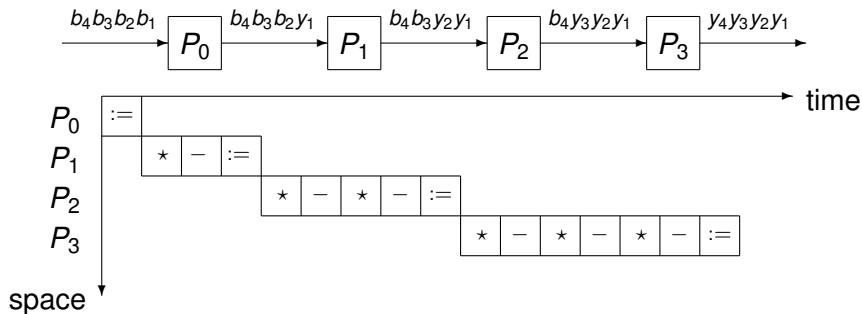 b₄b₃b₂b₁ b₄b₃b₂y₁ b₄b₃y₂y₁ b₄y₃y₂y₁ y₄y₃y₂y₁
P₀ P₁ P₂ P₃
time
P₀ :=
P₁ ⋆ − :=
P₂ ⋆ − ⋆ − :=
P₃ ⋆ − ⋆ − ⋆ − :=
space